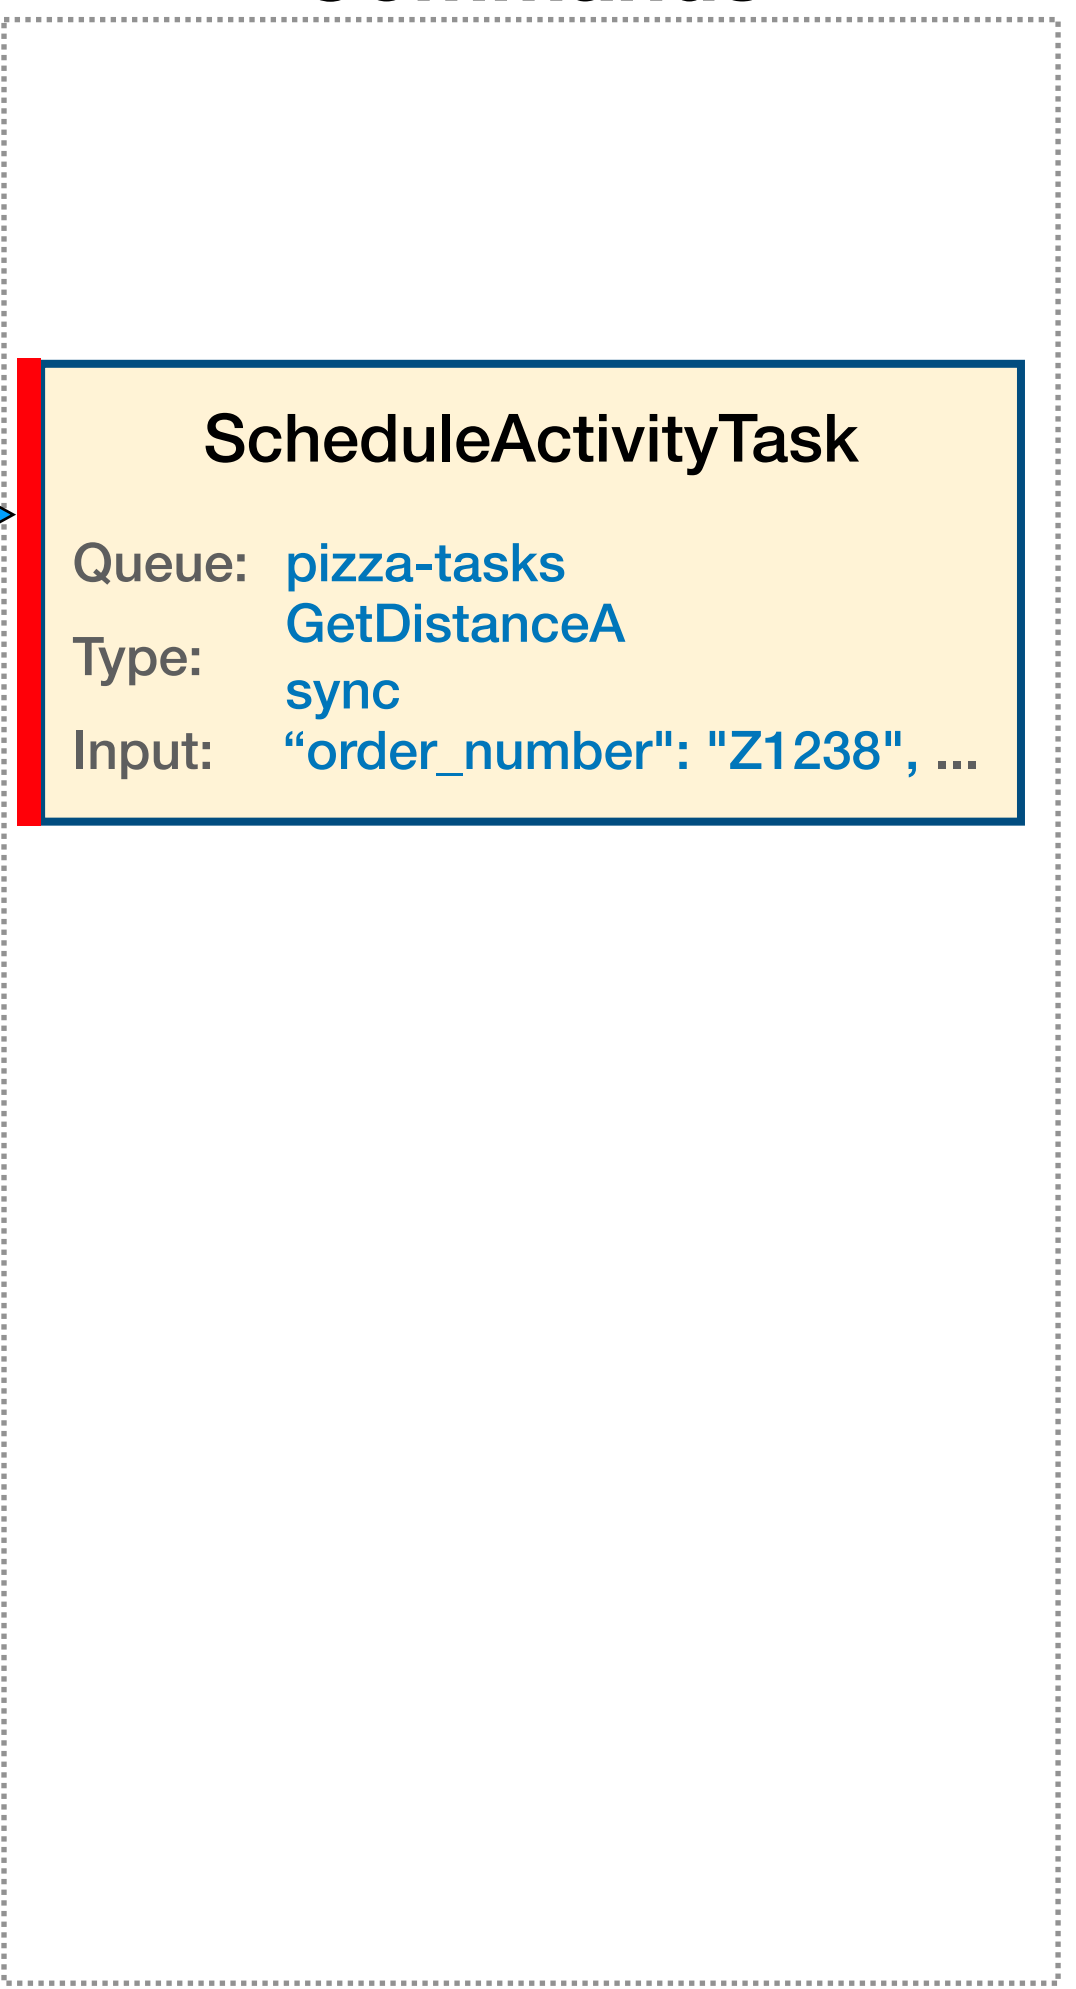 ScheduleActivityTask
Queue: pizza-tasks
Type: GetDistanceA
sync
Input: “order_number": "Z1238", ...